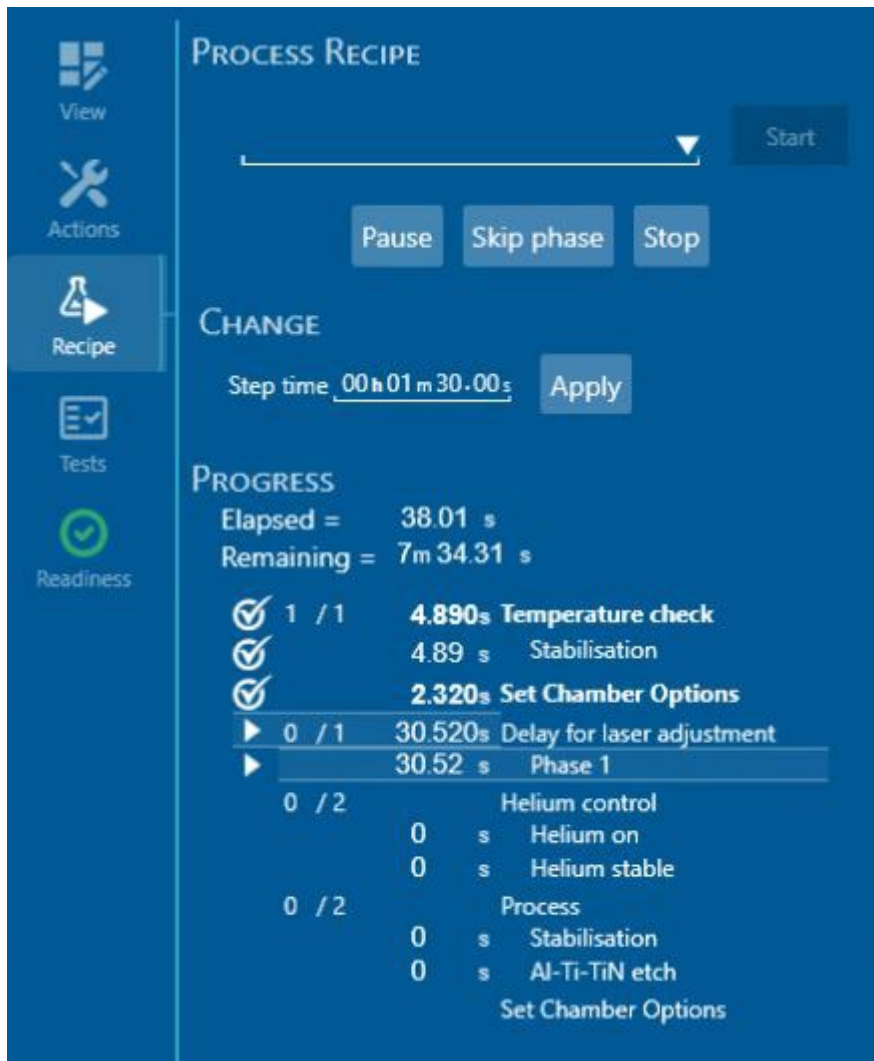 View
Actions
Recipe
Tests
Readiness
Process Recipe
Start
Pause Skip phase Stop
Change
Step time 00h01m30.00s Apply
Progress
Elapsed = 38.01 s
Remaining = 7m 34.31 s
1 / 1 4.890s Temperature check
4.89 s Stabilisation
2.320s Set Chamber Options
0 / 1 30.520s Delay for laser adjustment
30.52 s Phase 1
0 / 2 Helium control
0 s Helium on
0 s Helium stable
0 / 2 Process
0 s Stabilisation
0 s Al-Ti-TiN etch
Set Chamber Options